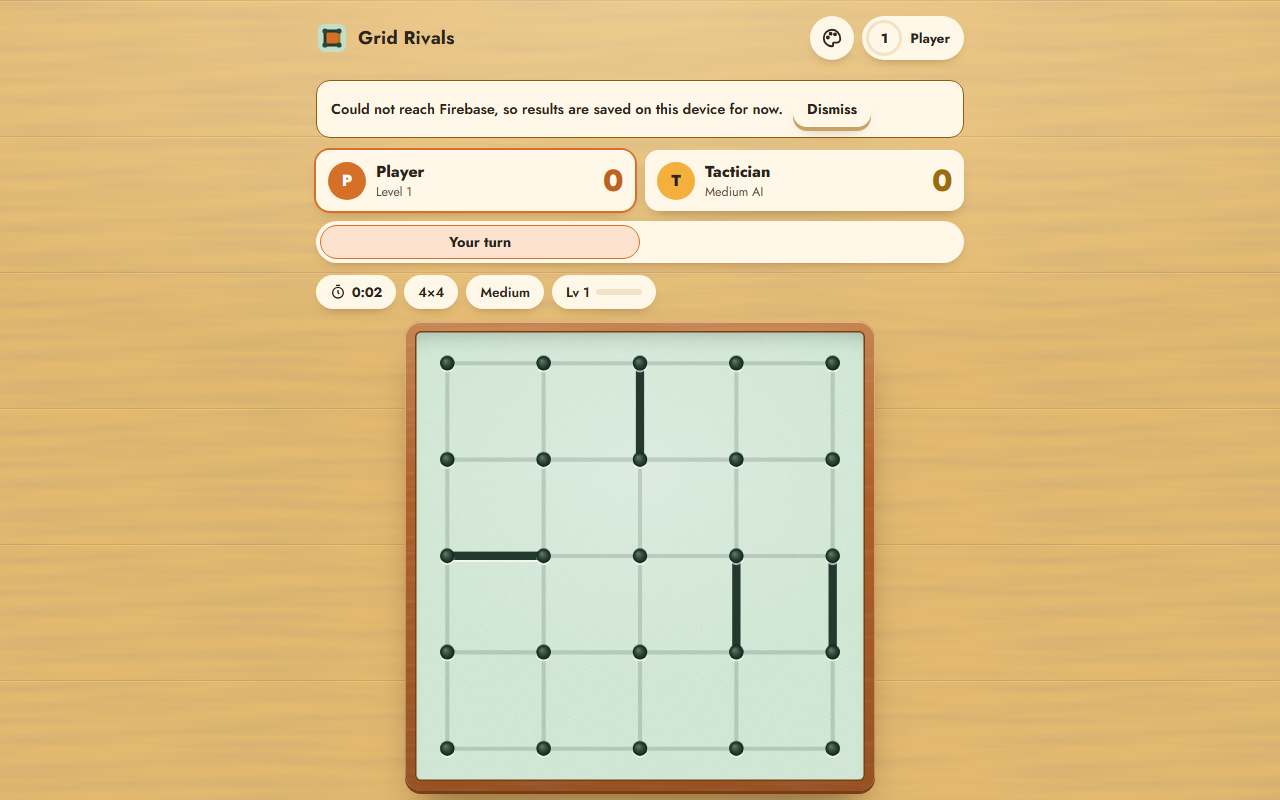 Grid Rivals
1 Player
Could not reach Firebase, so results are saved on this device for now. Dismiss
P Player 0
Level 1
T Tactician 0
Medium AI
Your turn
0:02 4×4 Medium Lv 1